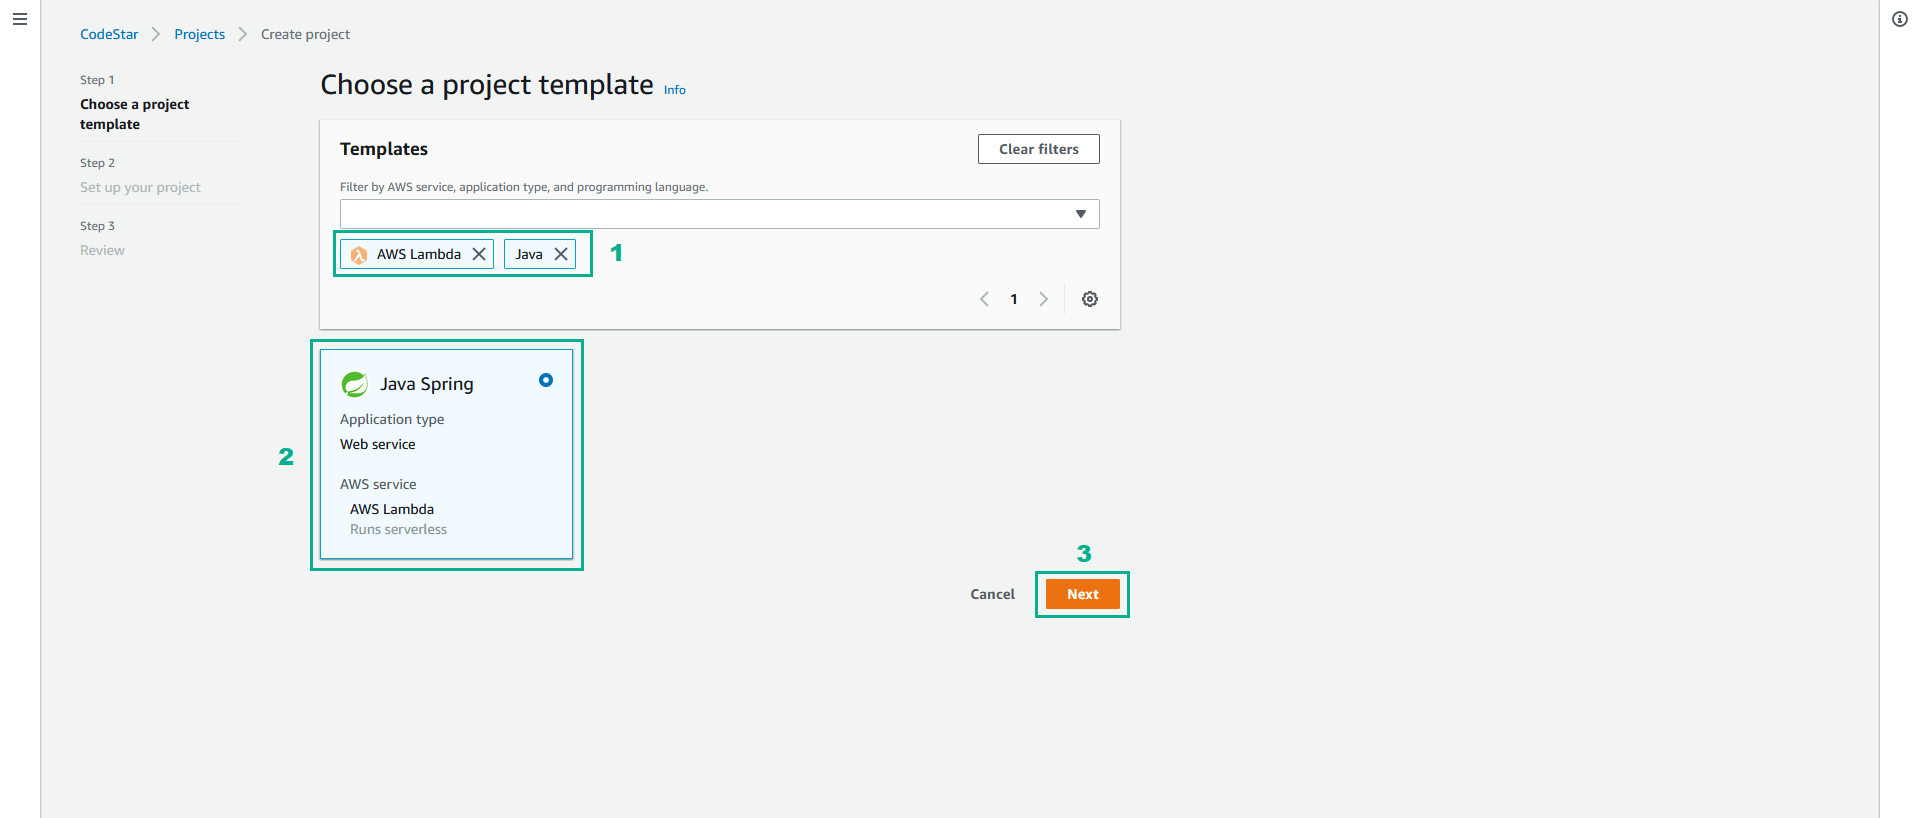 CodeStar > Projects > Create project
Step 1
Choose a project
template
Step 2
Set up your project
Step 3
Review
Choose a project template Info
Templates
Clear filters
Filter by AWS service, application type, and programming language.
AWS Lambda
Java
1
1
2
Java Spring
Application type
Web service
AWS service
AWS Lambda
Runs serverless
3
Cancel
Next